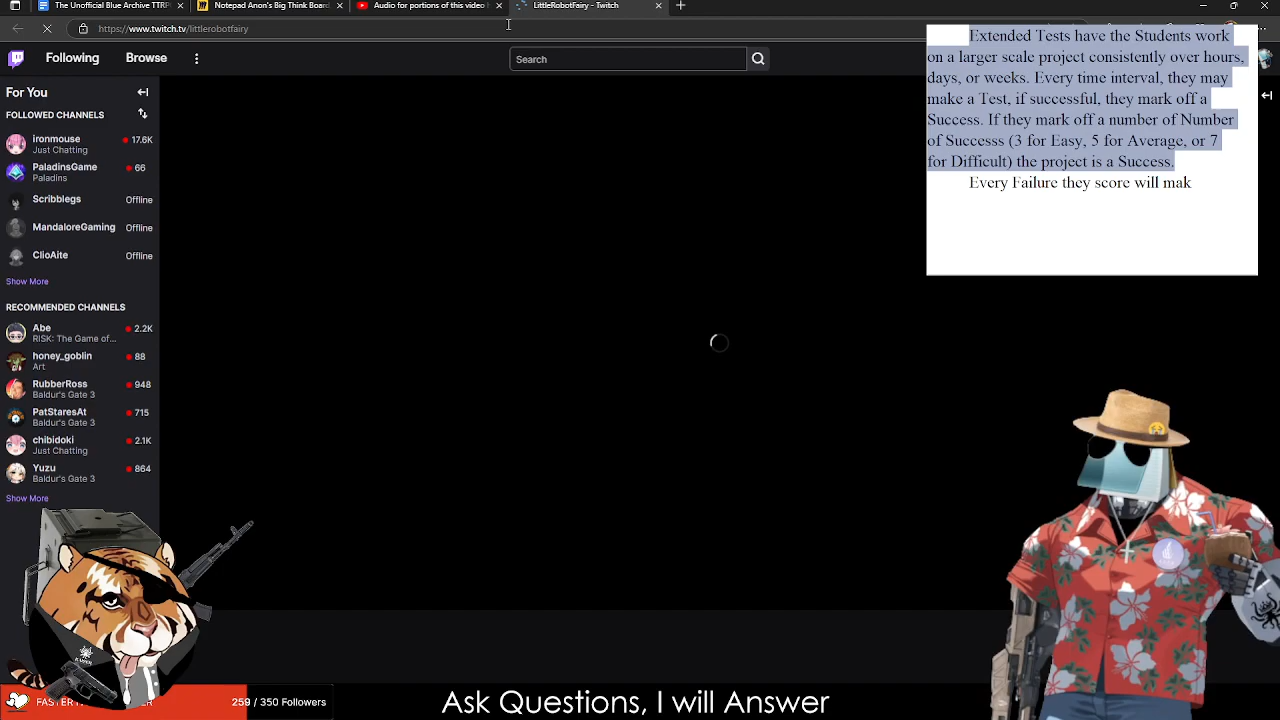 The Unofficial Blue Archive TTRP
Notepad Anon's Big Think Board
Audio for portions of this video h
LittleRobotFairy - Twitch
https://www.twitch.tv/littlerobotfairy
Following
Browse
Search
For You
FOLLOWED CHANNELS
ironmouse
17.6K
Just Chatting
PaladinsGame
66
Paladins
Scribblegs
Offline
MandaloreGaming
Offline
ClioAite
Offline
Show More
RECOMMENDED CHANNELS
Abe
2.2K
RISK: The Game of...
honey_goblin
88
Art
RubberRoss
948
Baldur's Gate 3
PatStaresAt
715
Baldur's Gate 3
chibidoki
2.1K
Just Chatting
Yuzu
864
Baldur's Gate 3
Show More
Extended Tests have the Students work
on a larger scale project consistently over hours,
days, or weeks. Every time interval, they may
make a Test, if successful, they mark off a
Success. If they mark off a number of Number
of Successs (3 for Easy, 5 for Average, or 7
for Difficult) the project is a Success.
Every Failure they score will mak
FASTER
259 / 350 Followers
Ask Questions, I will Answer